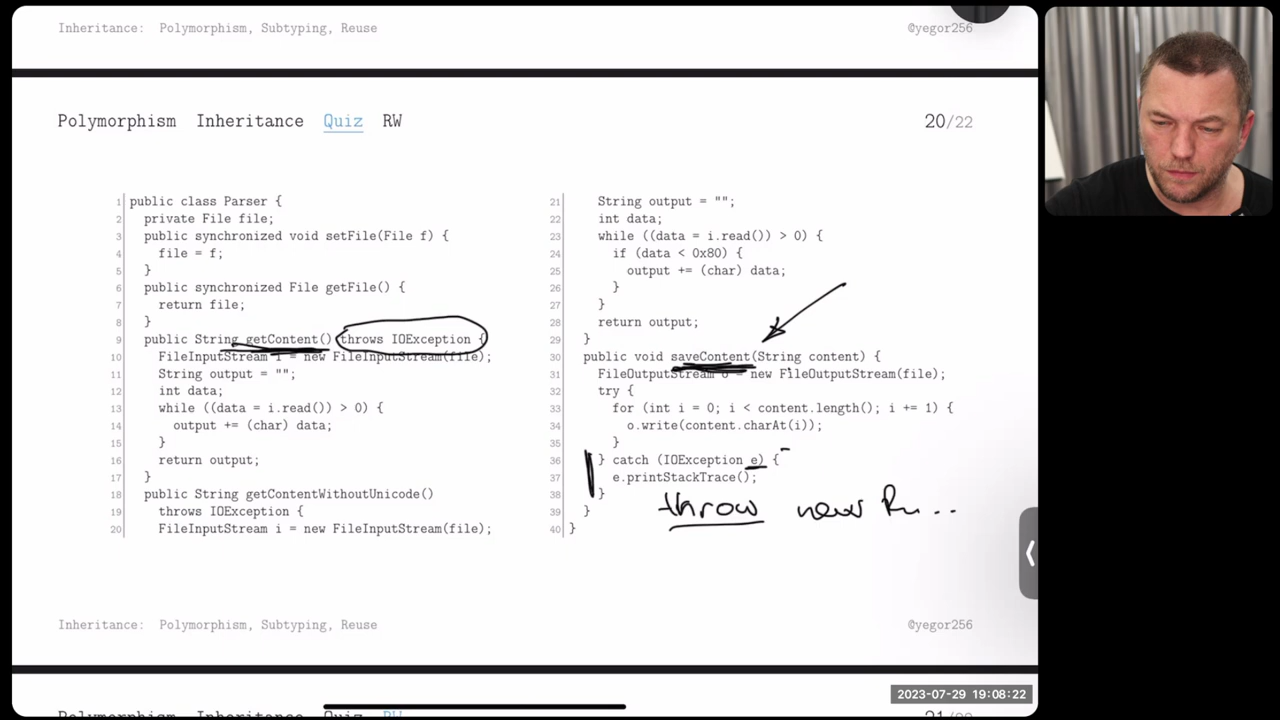 Inheritance: Polymorphism, Subtyping, Reuse
@yegor256
Polymorphism Inheritance Quiz RW
20/22
1 public class Parser {
2 private File file;
3 public synchronized void setFile(File f) {
4 file = f;
5 }
6 public synchronized File getFile() {
7 return file;
8 }
9 public String getContent() throws IOException {
10 FileInputStream i = new FileInputStream(file);
11 String output = "";
12 int data;
13 while ((data = i.read()) > 0) {
14 output += (char) data;
15 }
16 return output;
17 }
18 public String getContentWithoutUnicode()
19 throws IOException {
20 FileInputStream i = new FileInputStream(file);
21 String output = "";
22 int data;
23 while ((data = i.read()) > 0) {
24 if (data < 0x80) {
25 output += (char) data;
26 }
27 }
28 return output;
29 }
30 public void saveContent(String content) {
31 FileOutputStream o = new FileOutputStream(file);
32 try {
33 for (int i = 0; i < content.length(); i += 1) {
34 o.write(content.charAt(i));
35 }
36 } catch (IOException e) {
37 e.printStackTrace();
38 }
39 }
40 }
throw new Ru..
Inheritance: Polymorphism, Subtyping, Reuse
@yegor256
2023-07-29 19:08:22
Polymorphism Inheritance Quiz RW
21/22